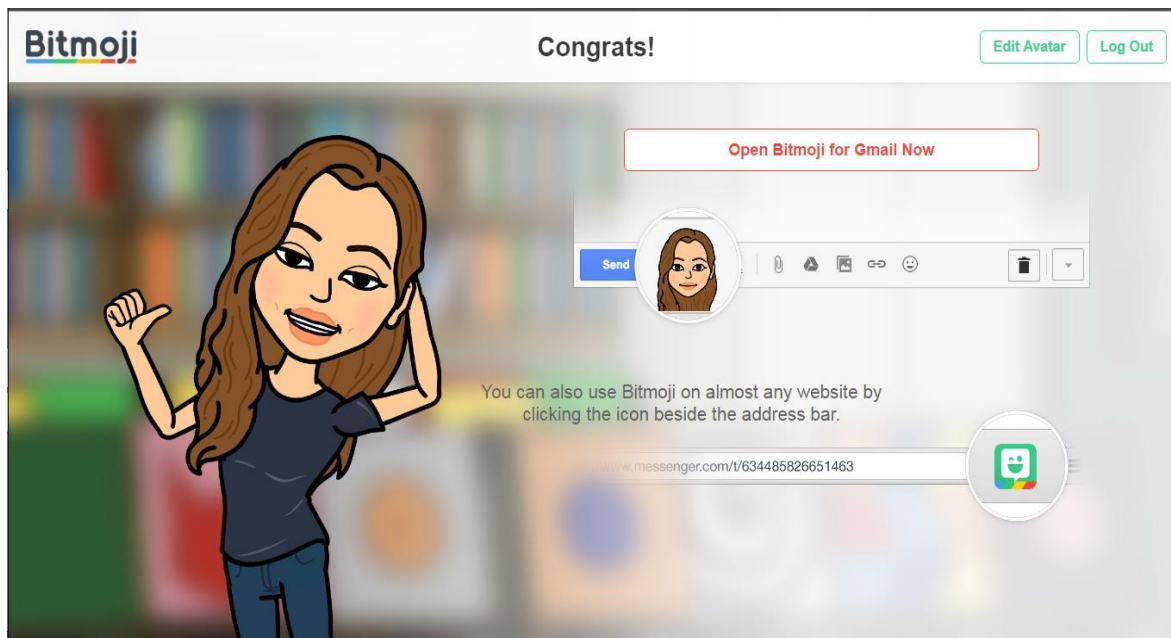 Bitmoji
Congrats!
Edit Avatar
Log Out
Open Bitmoji for Gmail Now
Send
You can also use Bitmoji on almost any website by
clicking the icon beside the address bar.
www.messenger.com/t/634485826651463